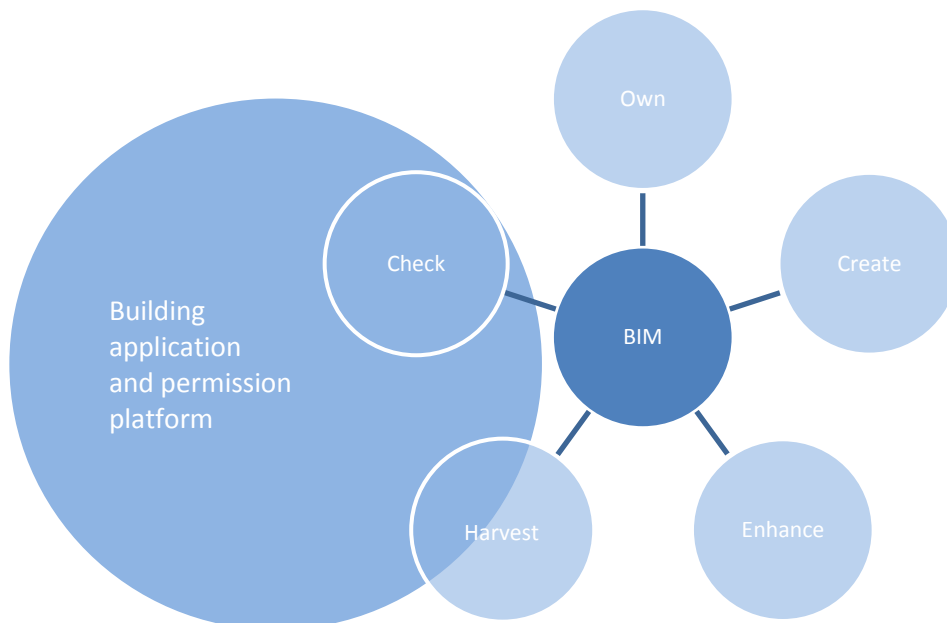 Own
Check
Create
Building
application
and permission
platform
BIM
Harvest
Enhance